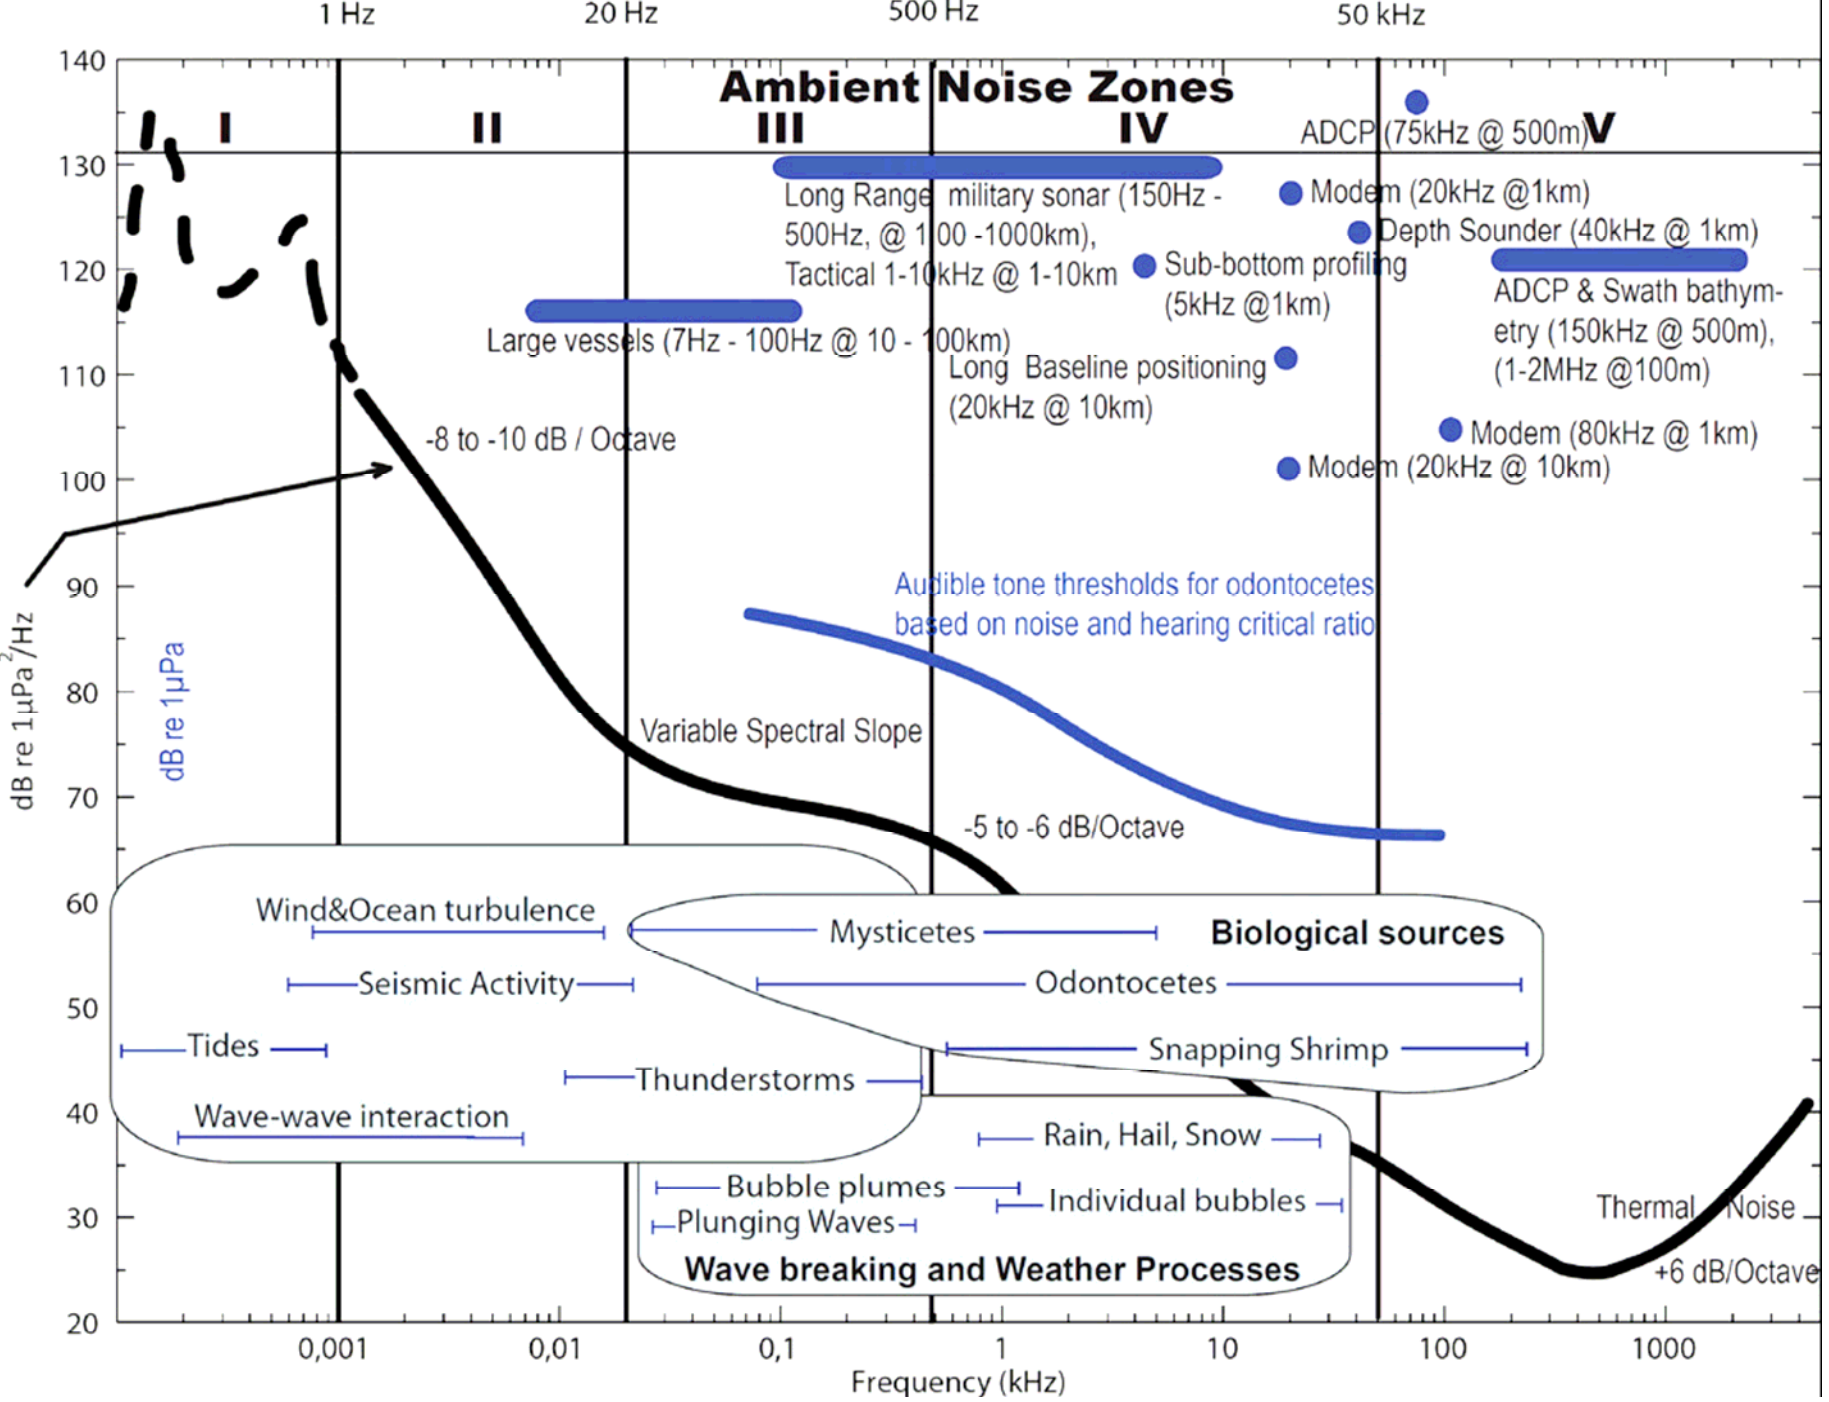 1 Hz
20 Hz
500 Hz
50 kHz
Ambient Noise Zones
I
II
III
IV
V
140
130
120
110
100
90
80
70
60
50
40
30
20
dB re 1µPa²/Hz
dB re 1µPa
ADCP (75kHz @ 500m)
Long Range military sonar (150Hz -
500Hz, @ 100 -1000km),
Tactical 1-10kHz @ 1-10km
Modem (20kHz @1km)
Depth Sounder (40kHz @ 1km)
Sub-bottom profiling
(5kHz @1km)
ADCP & Swath bathym-
etry (150kHz @ 500m),
(1-2MHz @100m)
Large vessels (7Hz - 100Hz @ 10 - 100km)
Long Baseline positioning
(20kHz @ 10km)
Modem (80kHz @ 1km)
Modem (20kHz @ 10km)
-8 to -10 dB / Octave
Audible tone thresholds for odontocetes
based on noise and hearing critical ratio
Variable Spectral Slope
-5 to -6 dB/Octave
Wind&Ocean turbulence
Seismic Activity
Tides
Thunderstorms
Wave-wave interaction
Mysticetes
Biological sources
Odontocetes
Snapping Shrimp
Rain, Hail, Snow
Bubble plumes
Individual bubbles
Plunging Waves
Wave breaking and Weather Processes
Thermal Noise
+6 dB/Octave
0,001
0,01
0,1
1
10
100
1000
Frequency (kHz)